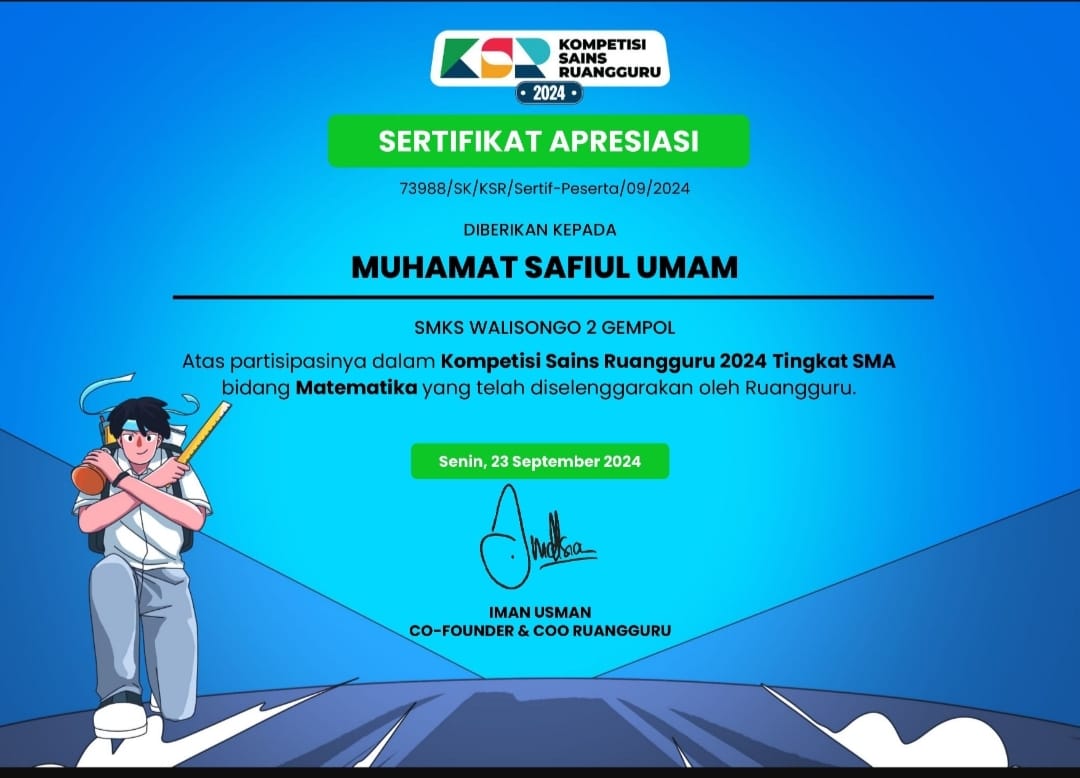 KSR
KOMPETISI
SAINS
RUANGGURU
• 2024 •
SERTIFIKAT APRESIASI
73988/SK/KSR/Sertif-Peserta/09/2024
DIBERIKAN KEPADA
MUHAMAT SAFIUL UMAM
SMKS WALISONGO 2 GEMPOL
Atas partisipasinya dalam Kompetisi Sains Ruangguru 2024 Tingkat SMA
bidang Matematika yang telah diselenggarakan oleh Ruangguru.
Senin, 23 September 2024
IMAN USMAN
CO-FOUNDER & COO RUANGGURU